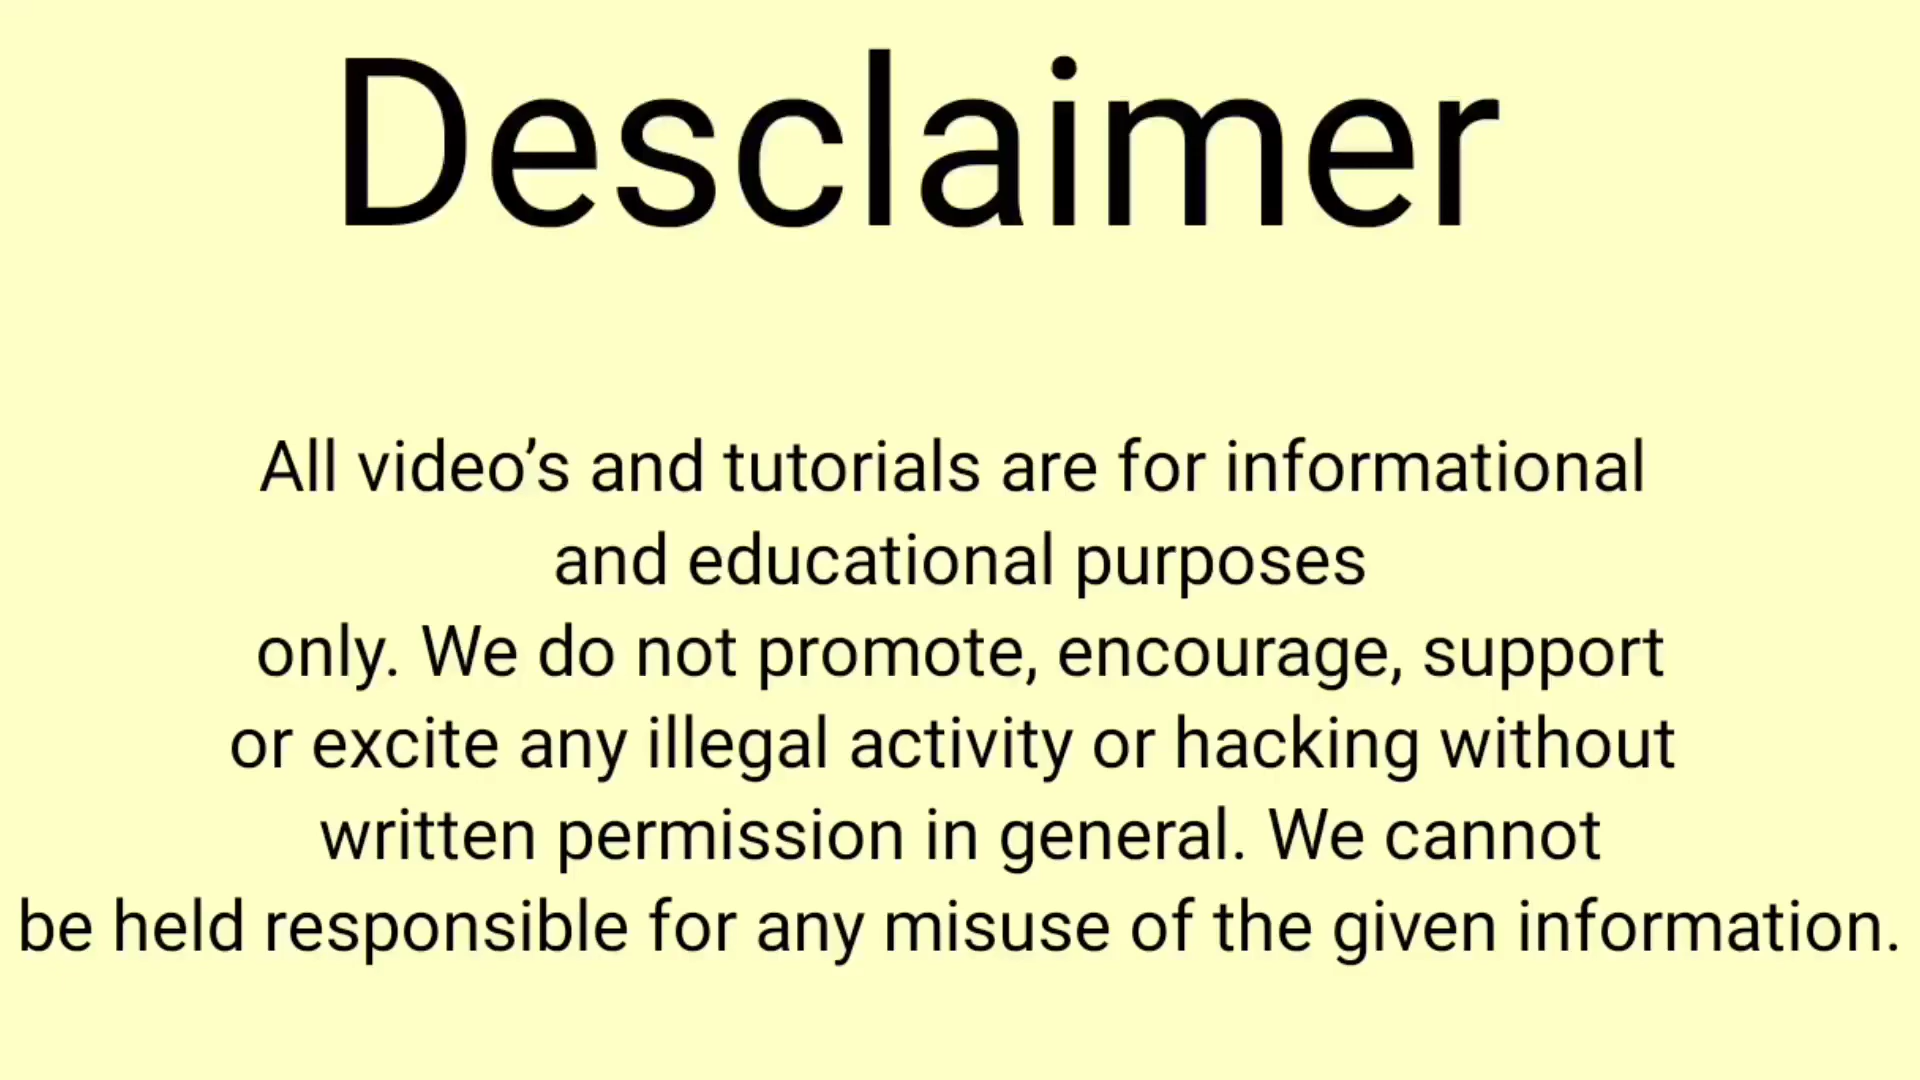 Desclaimer
All video’s and tutorials are for informational
and educational purposes
only. We do not promote, encourage, support
or excite any illegal activity or hacking without
written permission in general. We cannot
be held responsible for any misuse of the given information.